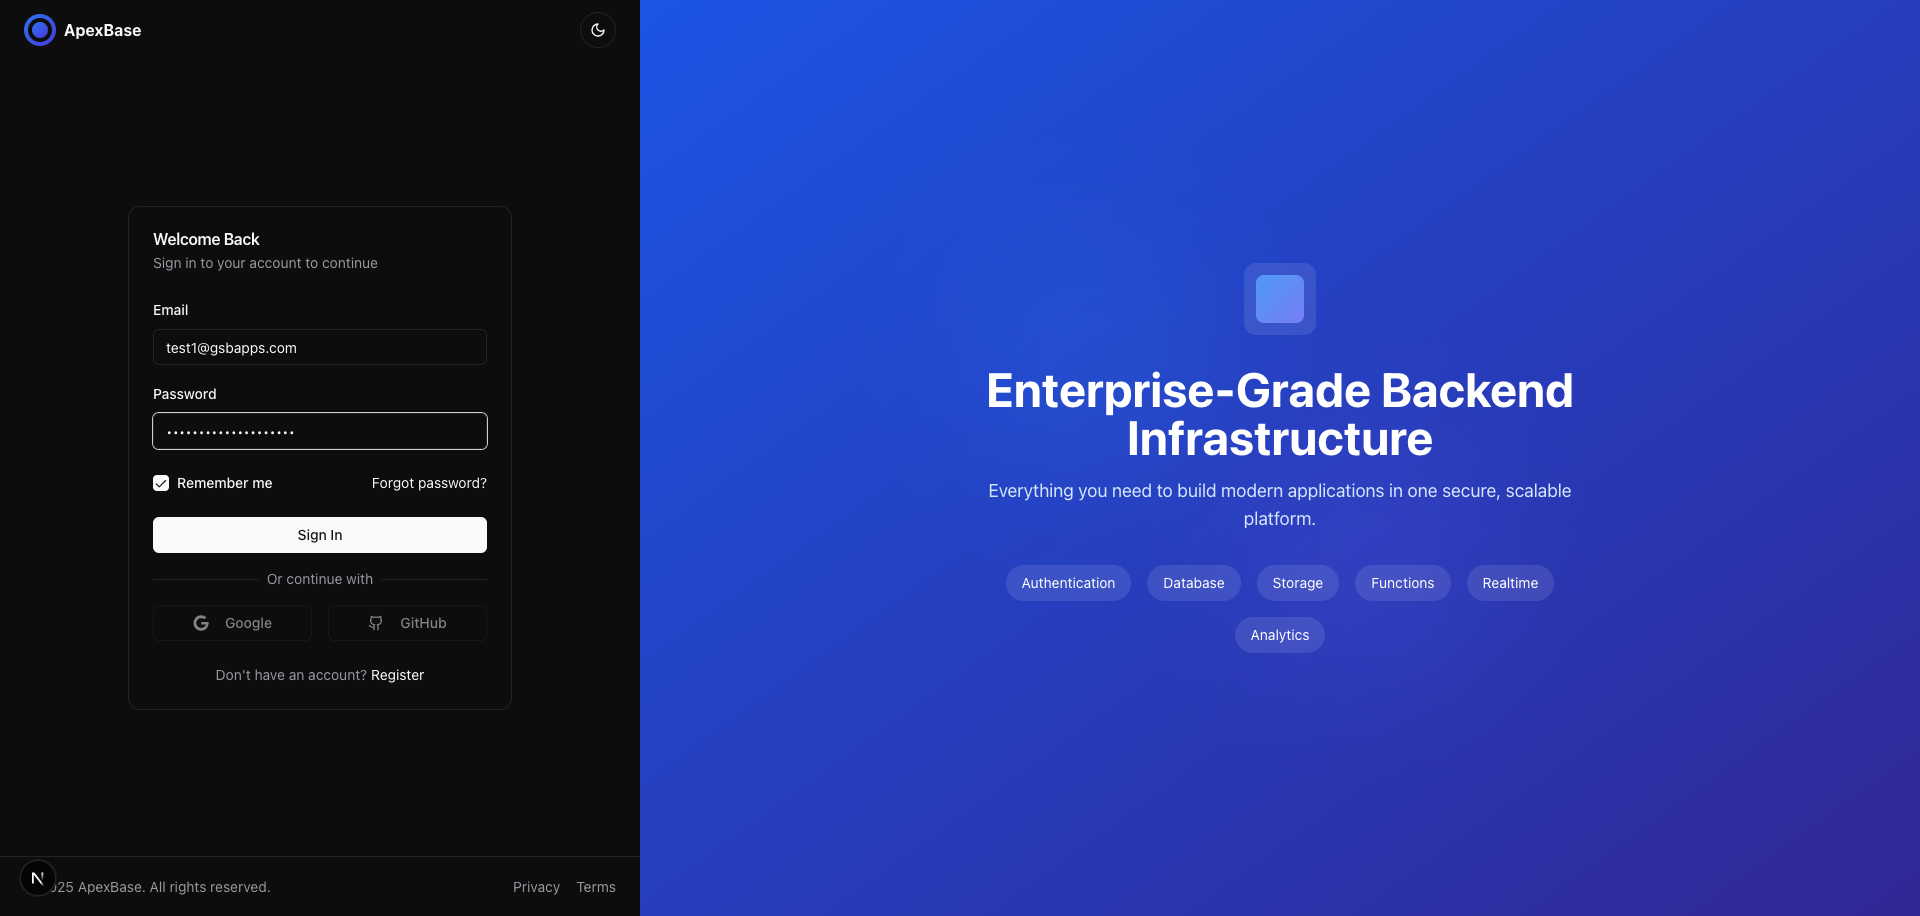 ApexBase
Welcome Back
Sign in to your account to continue
Email
test1@gsbapps.com
Password
••••••••••••••••••••
Remember me
Forgot password?
Sign In
Or continue with
Google
GitHub
Don't have an account? Register
N
25 ApexBase. All rights reserved.
Privacy
Terms
Enterprise-Grade Backend
Infrastructure
Everything you need to build modern applications in one secure, scalable
platform.
Authentication
Database
Storage
Functions
Realtime
Analytics